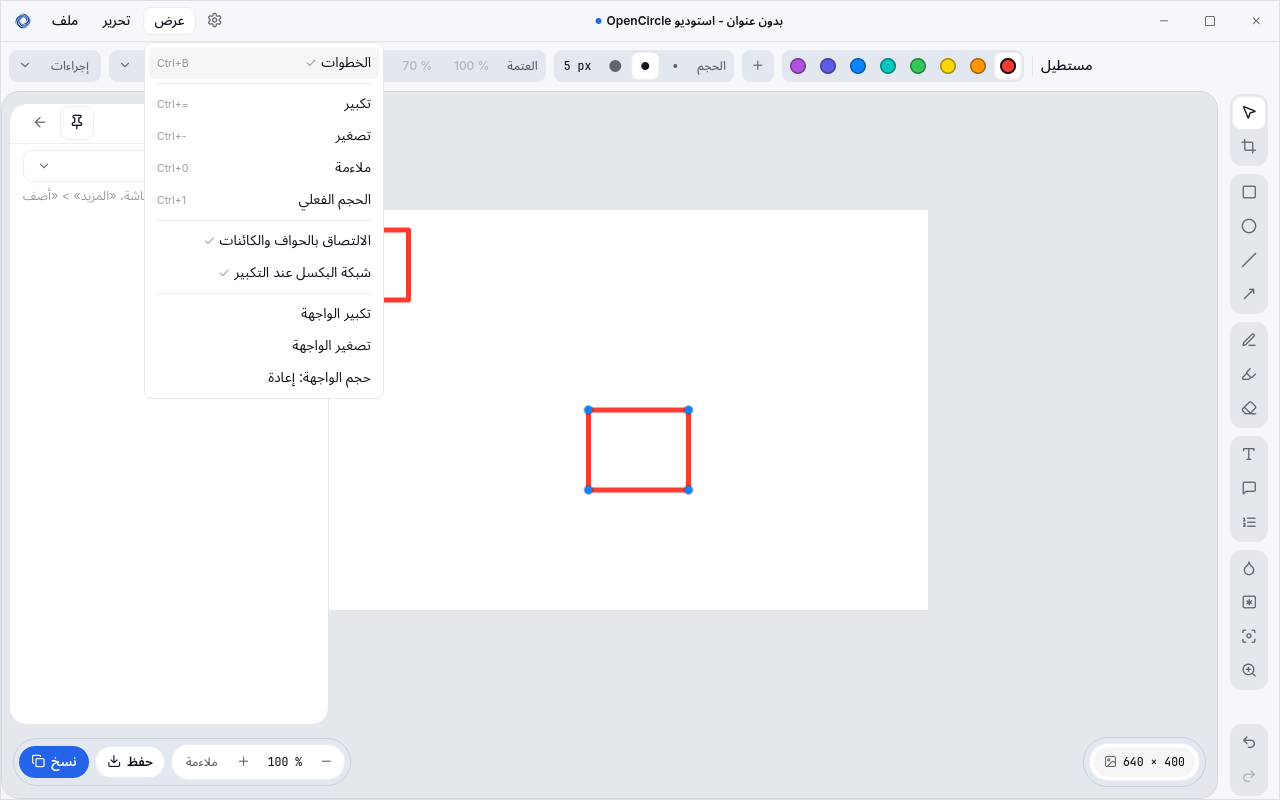 ملف
تحرير
عرض
بدون عنوان - استوديو OpenCircle
إجراءات
70 %
100 %
العتمة
5 px
الحجم
مستطيل
الخطوات
Ctrl+B
تكبير
Ctrl+=
تصغير
Ctrl+-
ملاءمة
Ctrl+0
الحجم الفعلي
Ctrl+1
الالتصاق بالحواف والكائنات
شبكة البكسل عند التكبير
تكبير الواجهة
تصغير الواجهة
حجم الواجهة: إعادة
«المزيد» > «أضف
نسخ
حفظ
ملاءمة
100 %
640 × 400